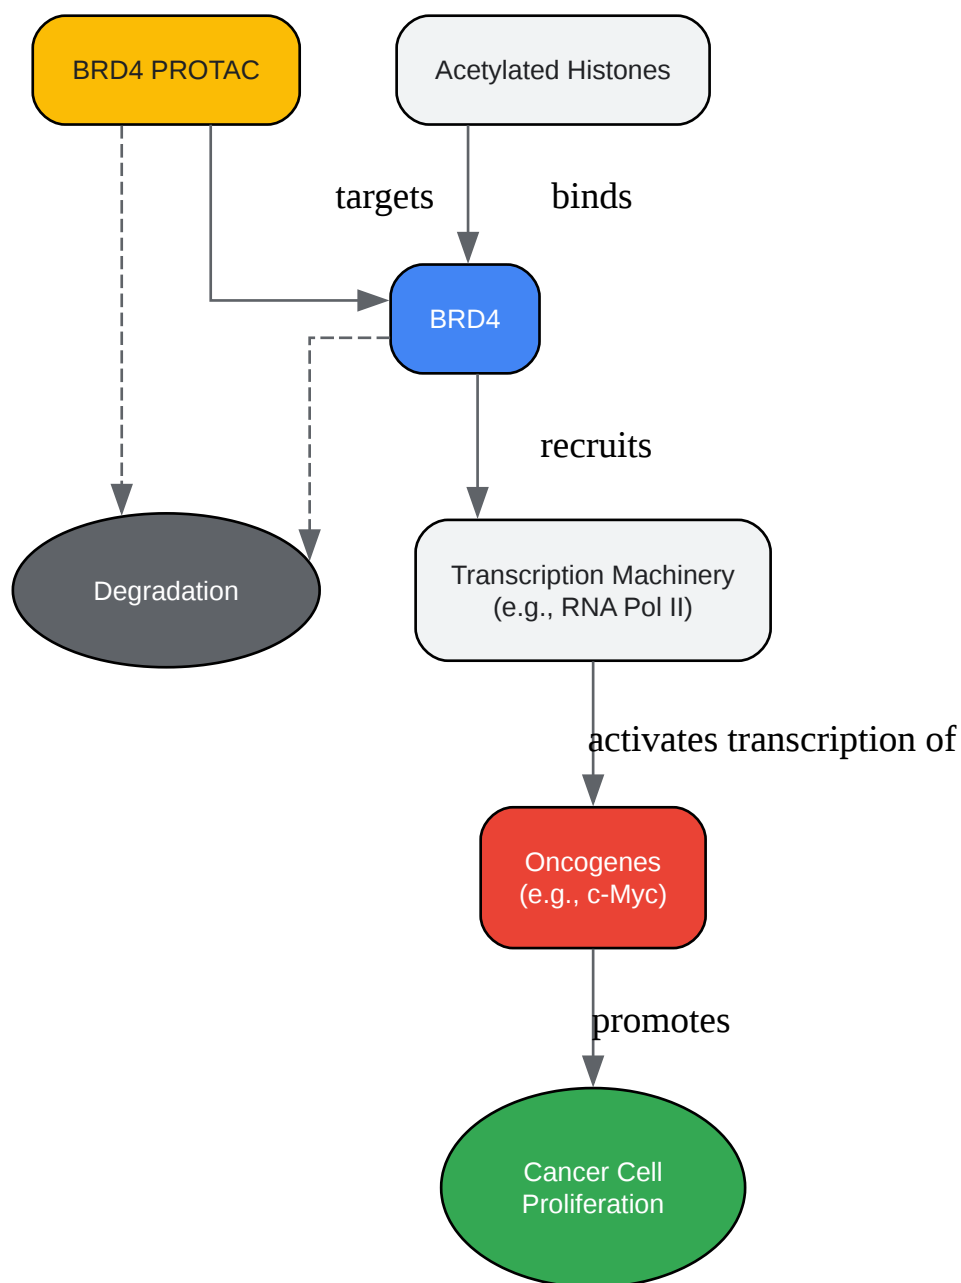 BRD4 PROTAC
Acetylated Histones
targets
binds
BRD4
recruits
Degradation
Transcription Machinery
(e.g., RNA Pol II)
activates transcription of
Oncogenes
(e.g., c-Myc)
promotes
Cancer Cell
Proliferation